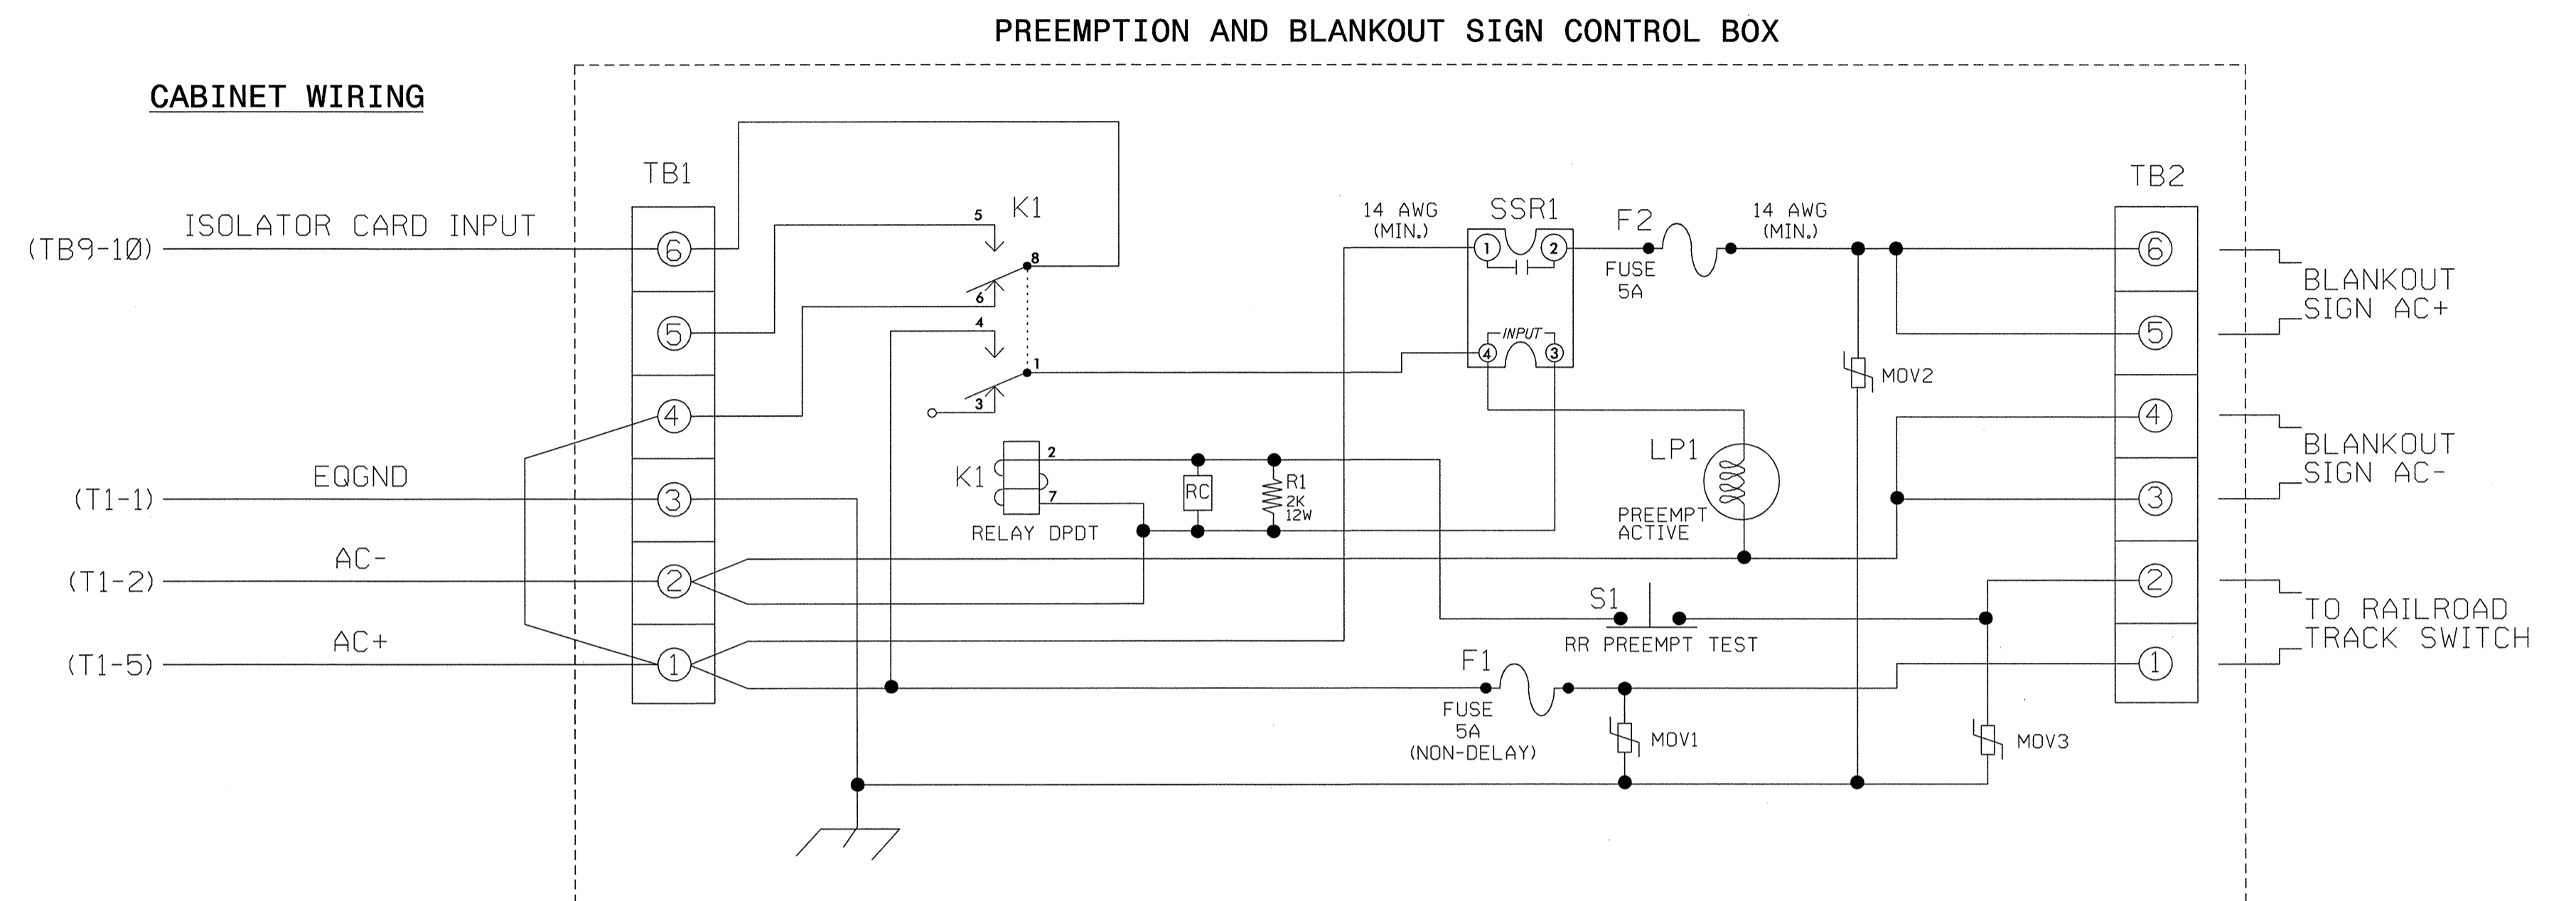 PREEMPTION AND BLANKOUT SIGN CONTROL BOX
CABINET WIRING
TB1
TB2
(TB9-10)
ISOLATOR CARD INPUT
6
5
4
3
2
1
EQGND
(T1-1)
AC-
(T1-2)
AC+
(T1-5)
5
K1
8
6
4
1
3
K1
2
7
RELAY DPDT
RC
R1
2K
12W
14 AWG
(MIN.)
SSR1
1
2
INPUT
4
3
F2
FUSE
5A
14 AWG
(MIN.)
MOV2
LP1
PREEMPT
ACTIVE
S1
RR PREEMPT TEST
F1
FUSE
5A
(NON-DELAY)
MOV1
MOV3
6
5
4
3
2
1
BLANKOUT
SIGN AC+
BLANKOUT
SIGN AC-
TO RAILROAD
TRACK SWITCH